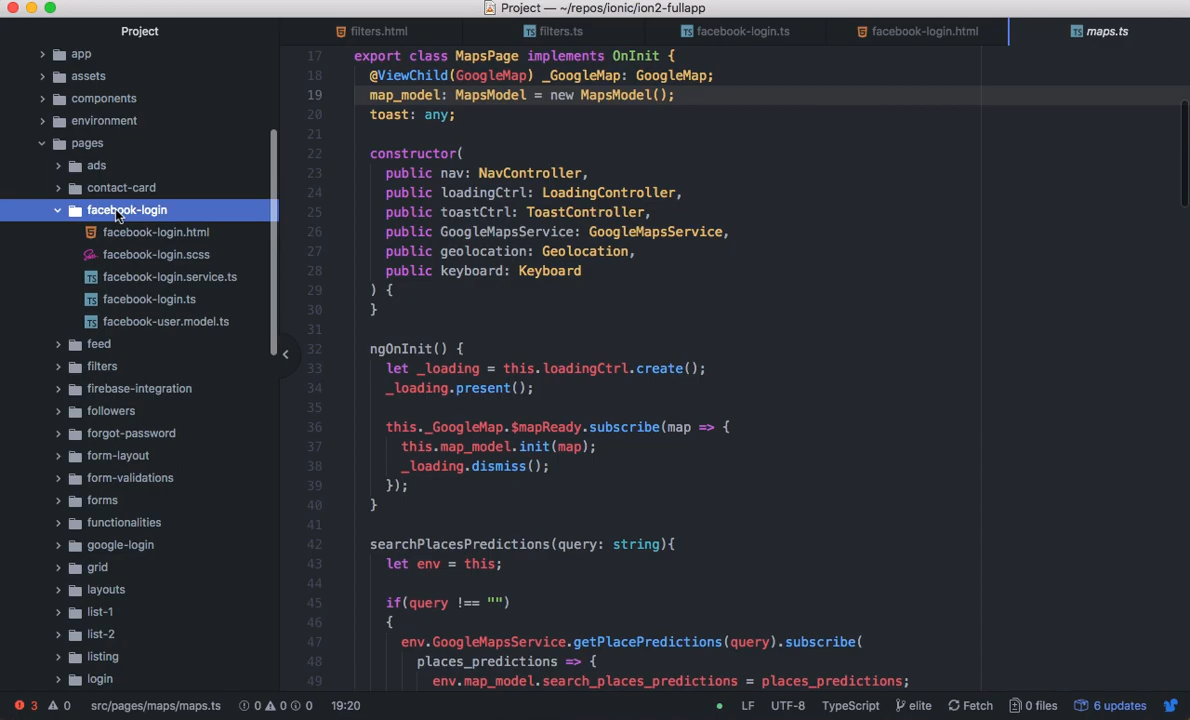 Project — ~/repos/ionic/ion2-fullapp
Project
filters.html
filters.ts
facebook-login.ts
facebook-login.html
maps.ts
app
assets
components
environment
pages
ads
contact-card
facebook-login
facebook-login.html
facebook-login.scss
facebook-login.service.ts
facebook-login.ts
facebook-user.model.ts
feed
filters
firebase-integration
followers
forgot-password
form-layout
form-validations
forms
functionalities
google-login
grid
layouts
list-1
list-2
listing
login
17 export class MapsPage implements OnInit {
18 @ViewChild(GoogleMap) _GoogleMap: GoogleMap;
19 map_model: MapsModel = new MapsModel();
20 toast: any;
21
22 constructor(
23 public nav: NavController,
24 public loadingCtrl: LoadingController,
25 public toastCtrl: ToastController,
26 public GoogleMapsService: GoogleMapsService,
27 public geolocation: Geolocation,
28 public keyboard: Keyboard
29 ) {
30 }
31
32 ngOnInit() {
33 let _loading = this.loadingCtrl.create();
34 _loading.present();
35
36 this._GoogleMap.$mapReady.subscribe(map => {
37 this.map_model.init(map);
38 _loading.dismiss();
39 });
40 }
41
42 searchPlacesPredictions(query: string){
43 let env = this;
44
45 if(query !== "")
46 {
47 env.GoogleMapsService.getPlacePredictions(query).subscribe(
48 places_predictions => {
49 env.map_model.search_places_predictions = places_predictions;
3 0 src/pages/maps/maps.ts 0 0 0 19:20 LF UTF-8 TypeScript elite Fetch 0 files 6 updates